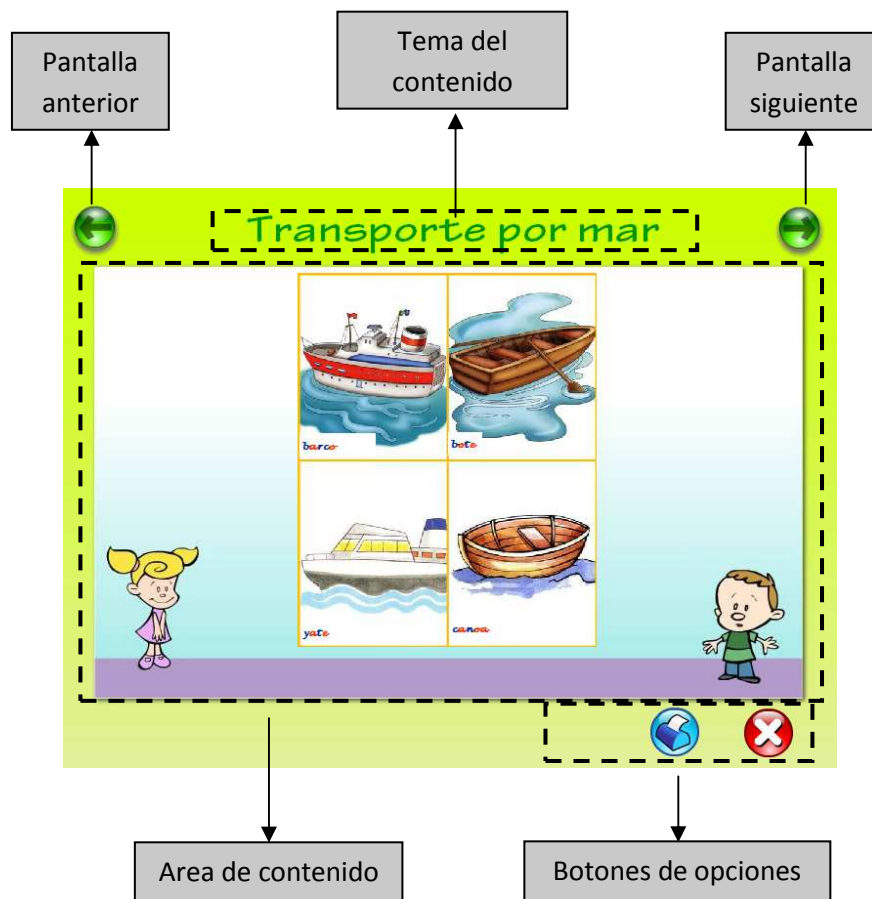 Tema del
contenido
Pantalla
anterior
Pantalla
siguiente
Transporte por mar
barco
bote
yate
canoa
Area de contenido
Botones de opciones